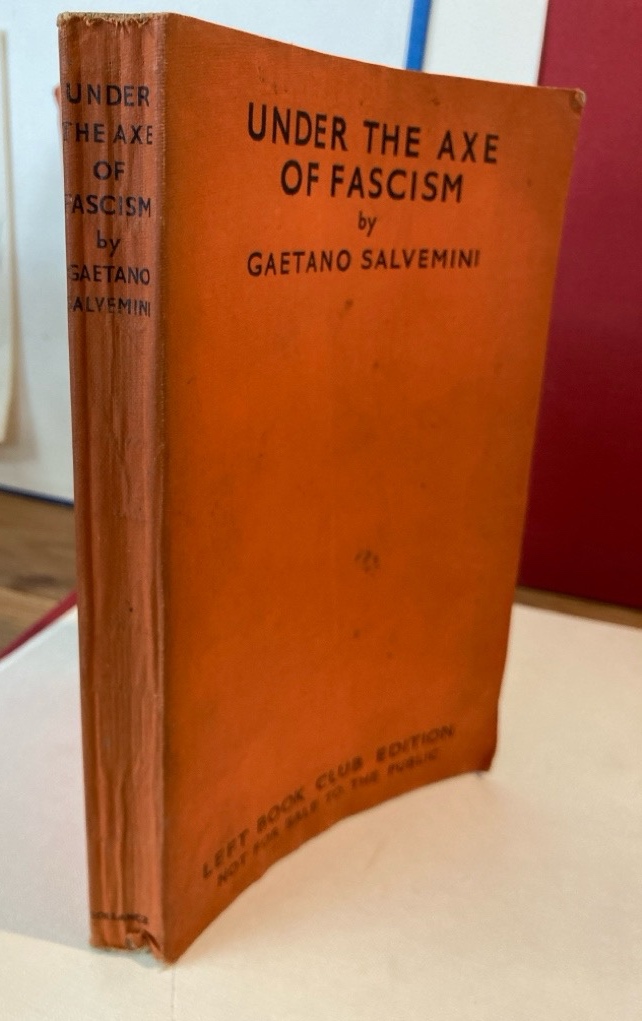 UNDER
THE AXE
OF
FASCISM
by
GAETANO
SALVEMINI
GOLLANCZ
UNDER THE AXE
OF FASCISM
by
GAETANO SALVEMINI
LEFT BOOK CLUB EDITION
NOT FOR SALE TO THE PUBLIC